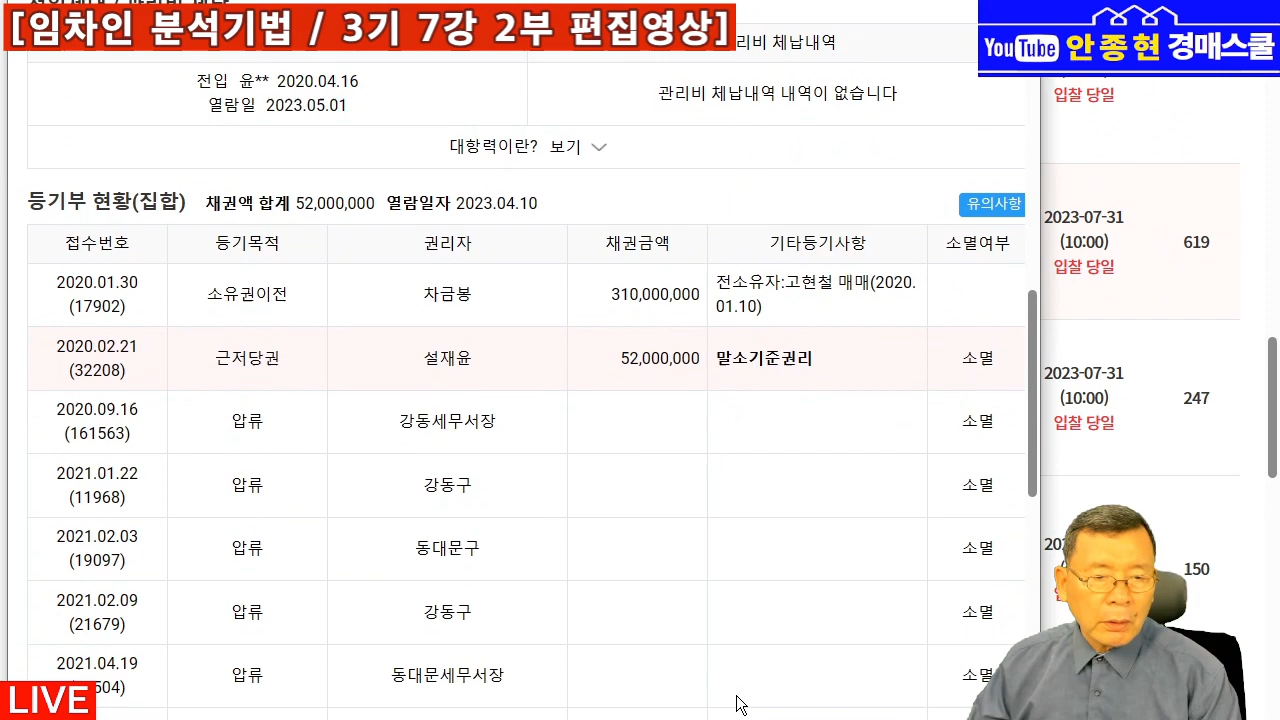 [임차인 분석기법 / 3기 7강 2부 편집영상]
YouTube 안종현 경매스쿨
리비 체납내역
전입 윤** 2020.04.16
열람일 2023.05.01
관리비 체납내역 내역이 없습니다
입찰 당일
대항력이란? 보기
등기부 현황(집합) 채권액 합계 52,000,000 열람일자 2023.04.10
유의사항
접수번호 등기목적 권리자 채권금액 기타등기사항 소멸여부
2020.01.30
(17902)
소유권이전 차금봉 310,000,000
전소유자:고현철 매매(2020.
01.10)
2020.02.21
(32208)
근저당권 설재윤 52,000,000 말소기준권리 소멸
2020.09.16
(161563)
압류 강동세무서장 소멸
2021.01.22
(11968)
압류 강동구 소멸
2021.02.03
(19097)
압류 동대문구 소멸
2021.02.09
(21679)
압류 강동구 소멸
2021.04.19
504)
압류 동대문세무서장 소멸
2023-07-31
(10:00)
입찰 당일
619
2023-07-31
(10:00)
입찰 당일
247
150
LIVE